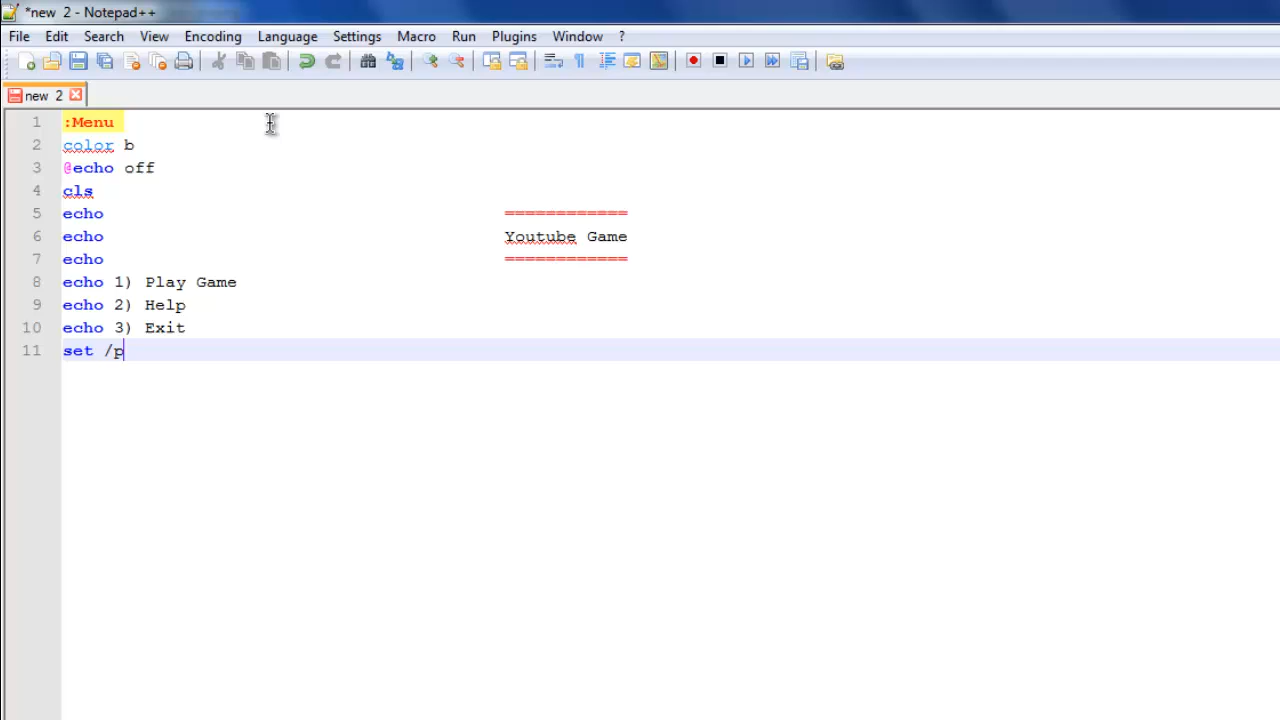 *new 2 - Notepad++
File Edit Search View Encoding Language Settings Macro Run Plugins Window ?
new 2
1 :Menu
2 color b
3 @echo off
4 cls
5 echo ============
6 echo Youtube Game
7 echo ============
8 echo 1) Play Game
9 echo 2) Help
10 echo 3) Exit
11 set /p